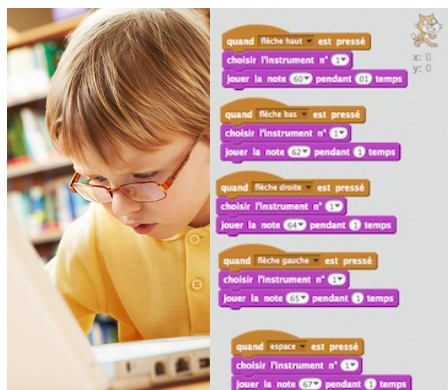 quand flèche haut est pressé
x: 0
choisir l'instrument n° 1
y: 0
jouer la note 60 pendant 01 temps
quand flèche bas est pressé
choisir l'instrument n° 1
jouer la note 62 pendant 1 temps
quand flèche droite est pressé
choisir l'instrument n° 1
jouer la note 64 pendant 1 temps
quand flèche gauche est pressé
choisir l'instrument n° 1
jouer la note 65 pendant 1 temps
quand espace est pressé
choisir l'instrument n° 1
jouer la note 67 pendant 1 temps